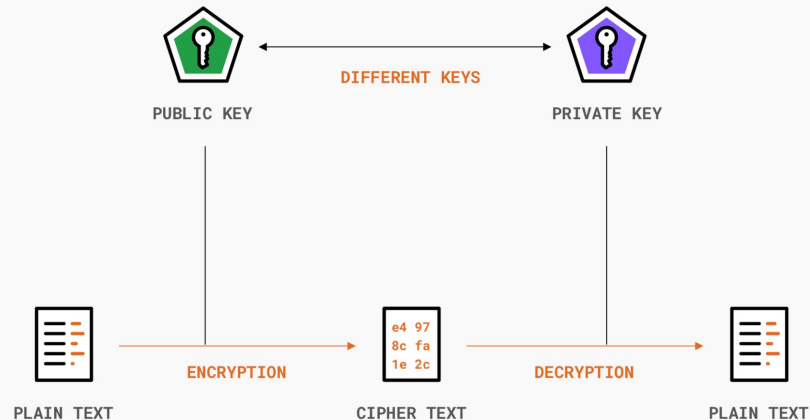 DIFFERENT KEYS
PUBLIC KEY
PRIVATE KEY
e4 97
8c fa
1e 2c
ENCRYPTION
DECRYPTION
PLAIN TEXT
CIPHER TEXT
PLAIN TEXT